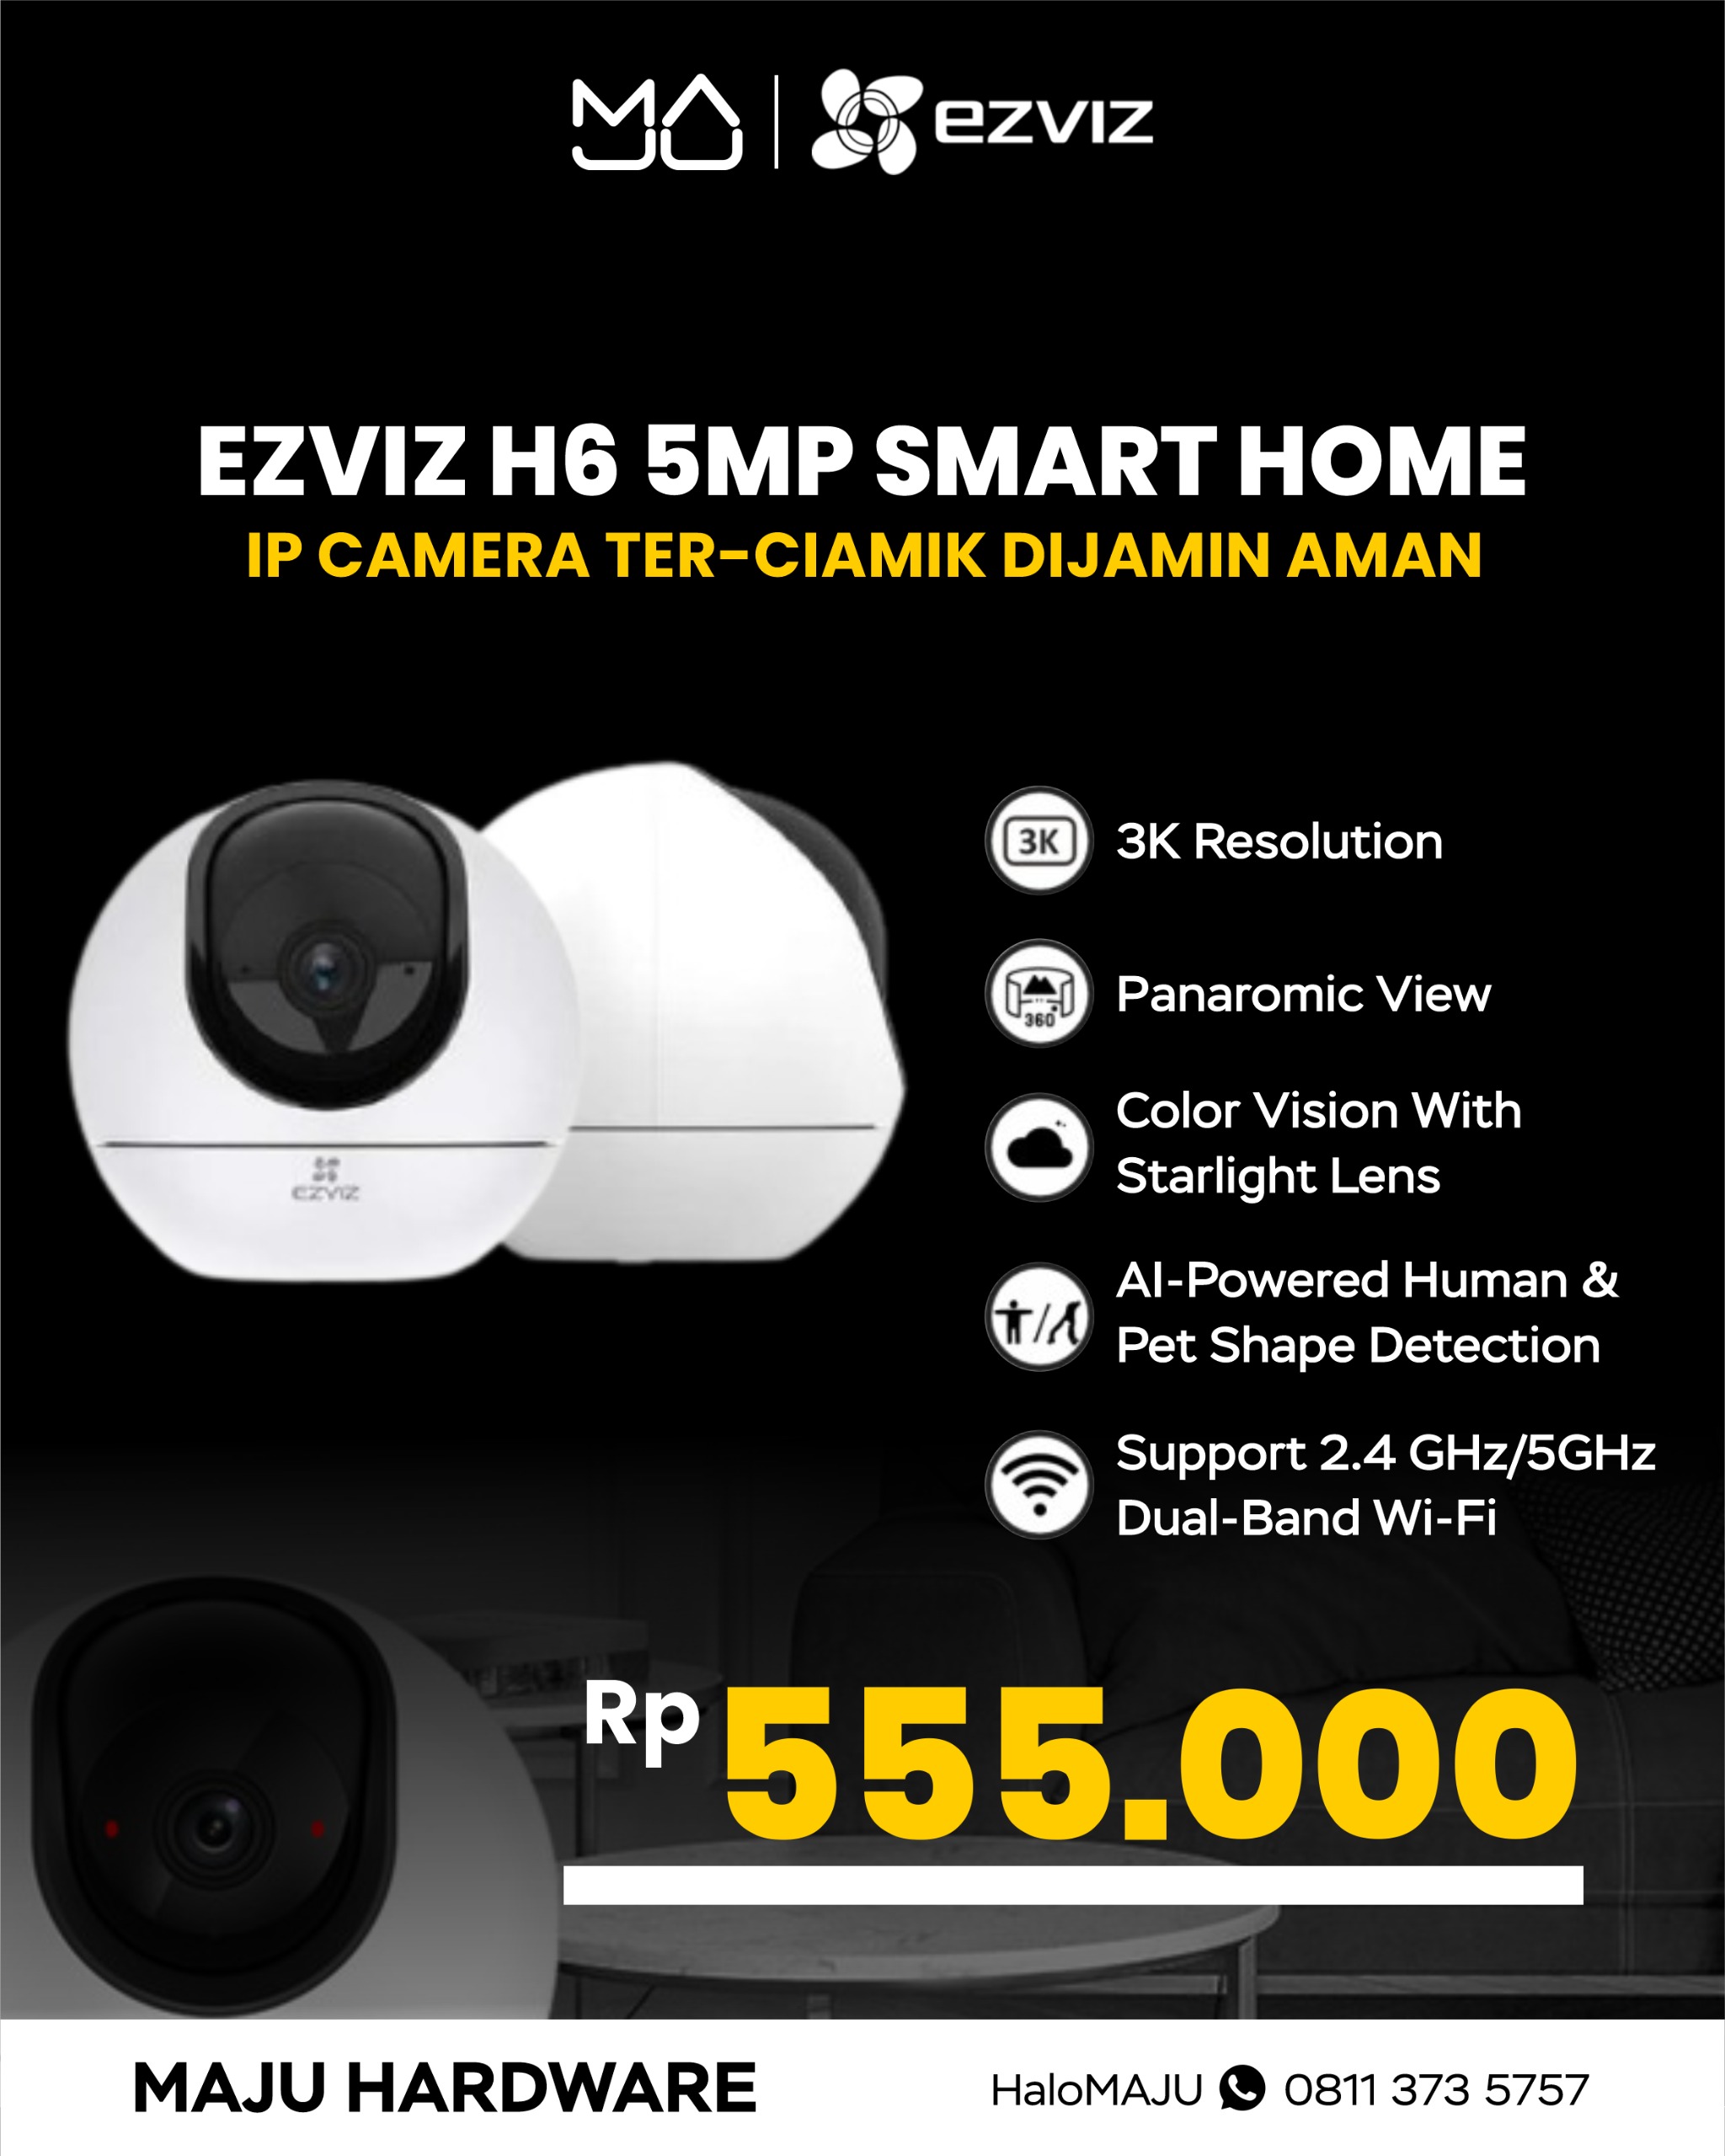 MAJU | ezviz
EZVIZ H6 5MP SMART HOME
IP CAMERA TER-CIAMIK DIJAMIN AMAN
EZVIZ
3K
3K Resolution
360°
Panaromic View
Color Vision With
Starlight Lens
AI-Powered Human &
Pet Shape Detection
Support 2.4 GHz/5GHz
Dual-Band Wi-Fi
Rp 555.000
MAJU HARDWARE
HaloMAJU 0811 373 5757